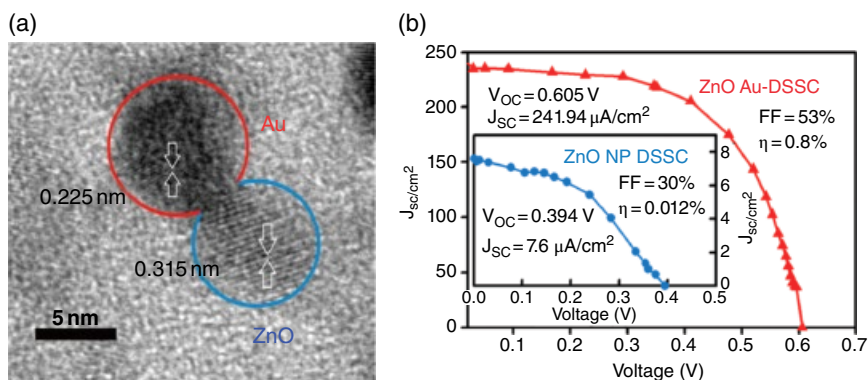 (a)
Au
0.225 nm
0.315 nm
5 nm
ZnO
(b)
250
200
150
100
50
0
J_sc/cm²
0.1 0.2 0.3 0.4 0.5 0.6 0.7
Voltage (V)
ZnO Au-DSSC
V_OC = 0.605 V
J_SC = 241.94 μA/cm²
FF = 53%
η = 0.8%
ZnO NP DSSC
FF = 30%
η = 0.012%
V_OC = 0.394 V
J_SC = 7.6 μA/cm²
8
6
4
2
0
J_sc/cm²
0.0 0.1 0.2 0.3 0.4 0.5
Voltage (V)